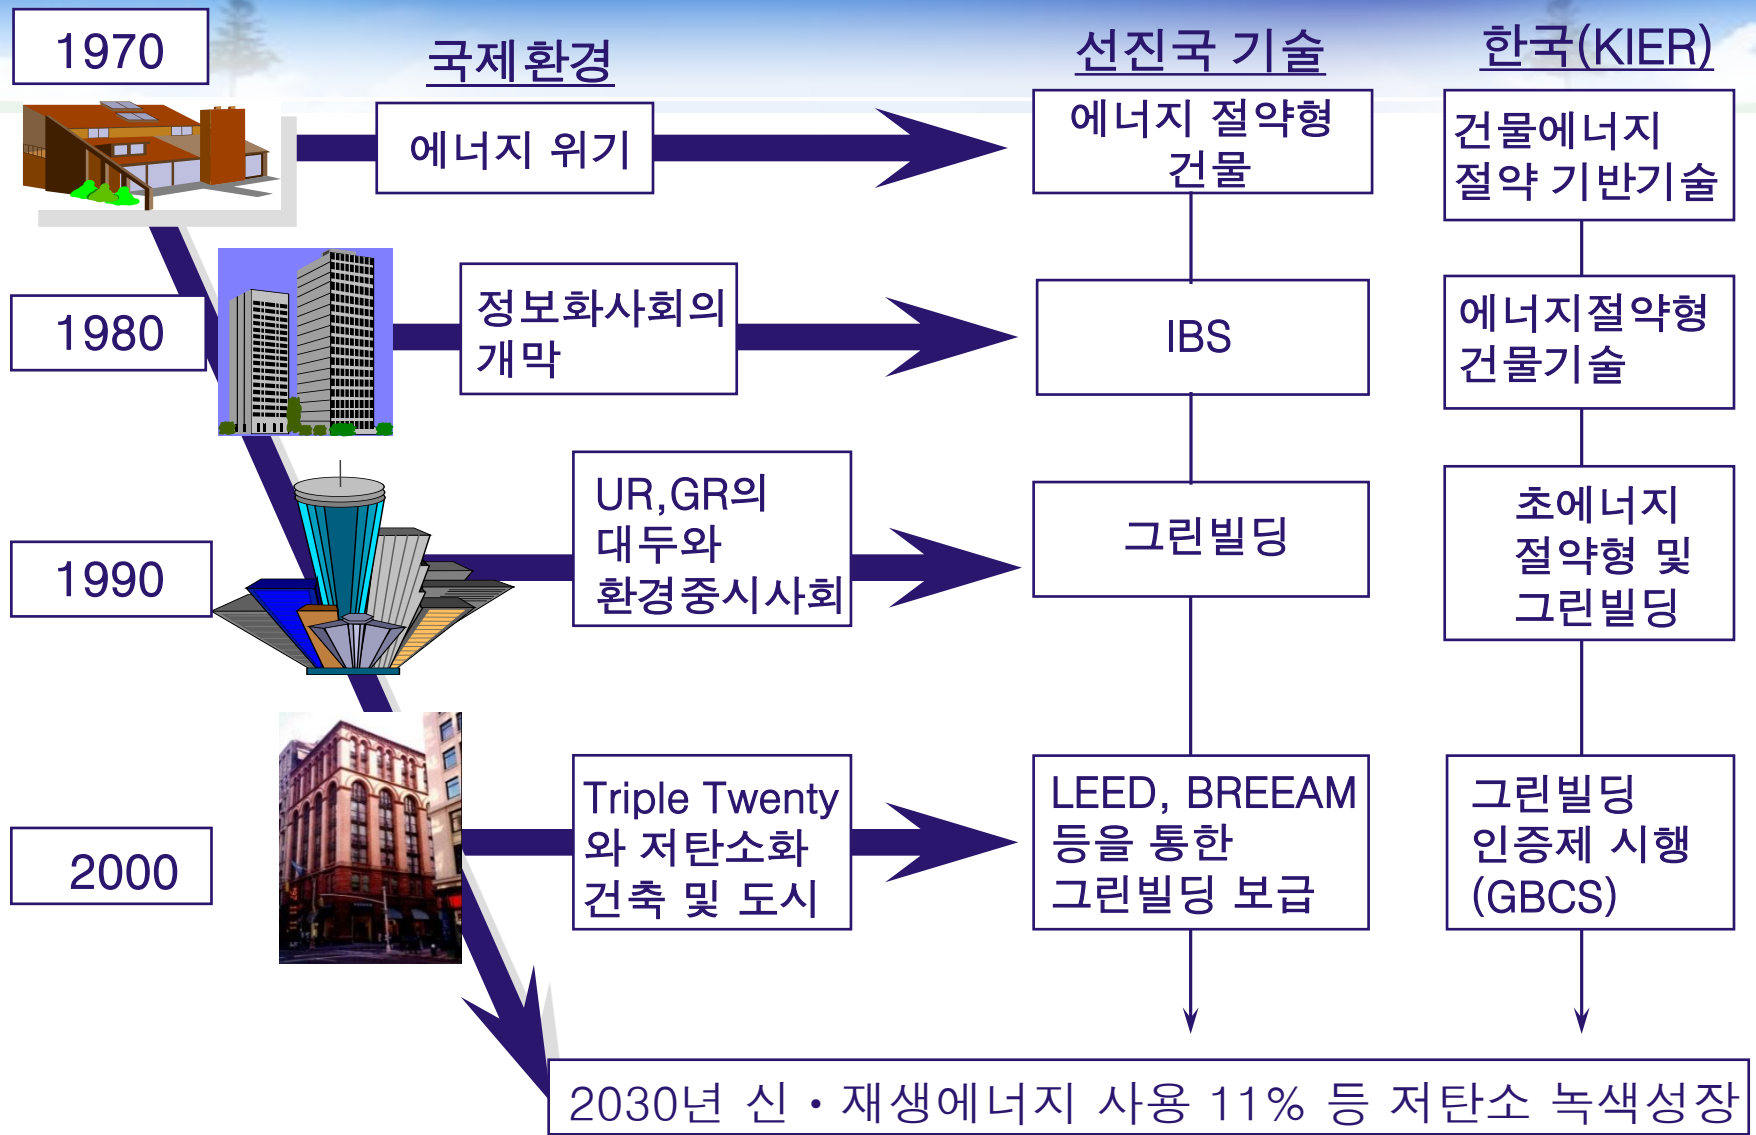 1970
국제환경
선진국 기술
한국(KIER)
에너지 위기
에너지 절약형
건물
건물에너지
절약 기반기술
1980
정보화사회의
개막
IBS
에너지절약형
건물기술
1990
UR,GR의
대두와
환경중시사회
그린빌딩
초에너지
절약형 및
그린빌딩
2000
Triple Twenty
와 저탄소화
건축 및 도시
LEED, BREEAM
등을 통한
그린빌딩 보급
그린빌딩
인증제 시행
(GBCS)
2030년 신・재생에너지 사용 11% 등 저탄소 녹색성장